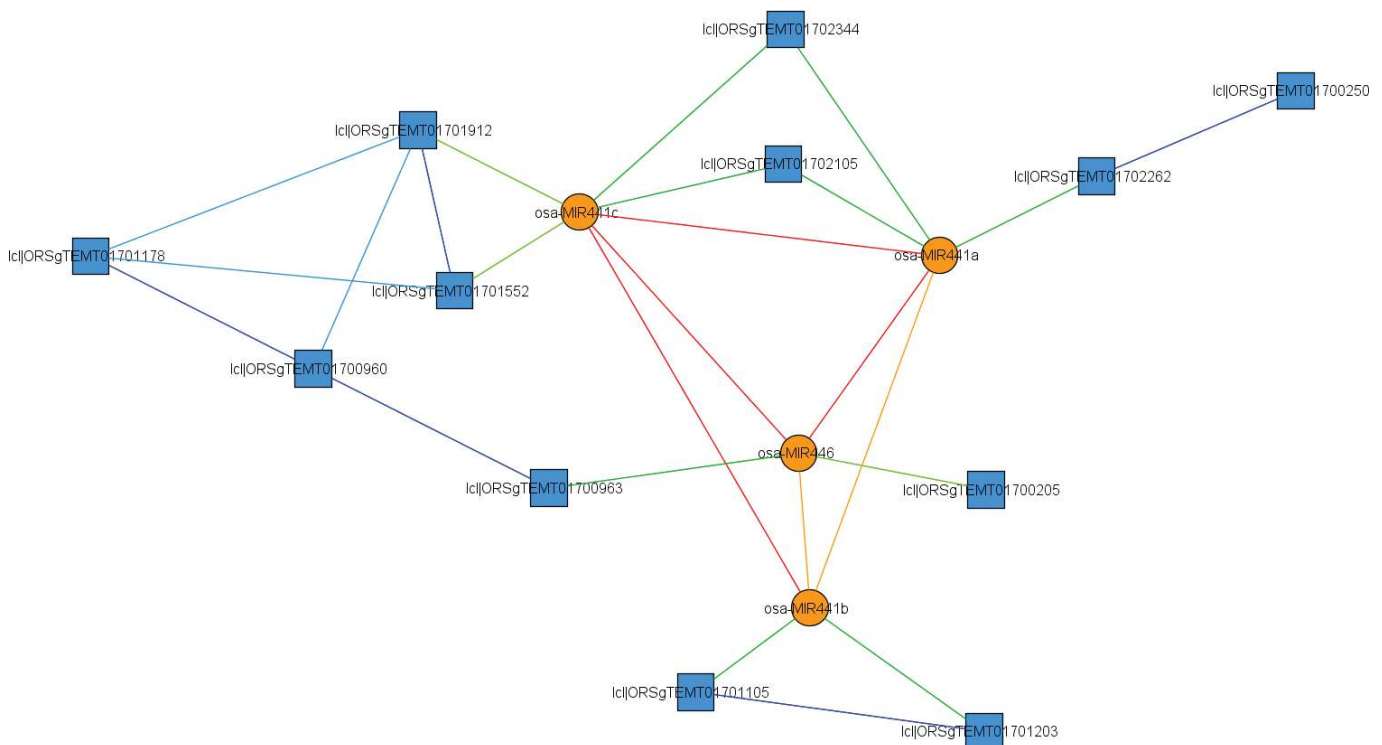 lcl|ORSgTEMT01702344
lcl|ORSgTEMT01700250
lcl|ORSgTEMT01701912
lcl|ORSgTEMT01702105
lcl|ORSgTEMT01702262
osa-MIR441c
lcl|ORSgTEMT01701178
osa-MIR441a
lcl|ORSgTEMT01701552
lcl|ORSgTEMT01700960
osa-MIR446
lcl|ORSgTEMT01700963
lcl|ORSgTEMT01700205
osa-MIR441b
lcl|ORSgTEMT01701105
lcl|ORSgTEMT01701203